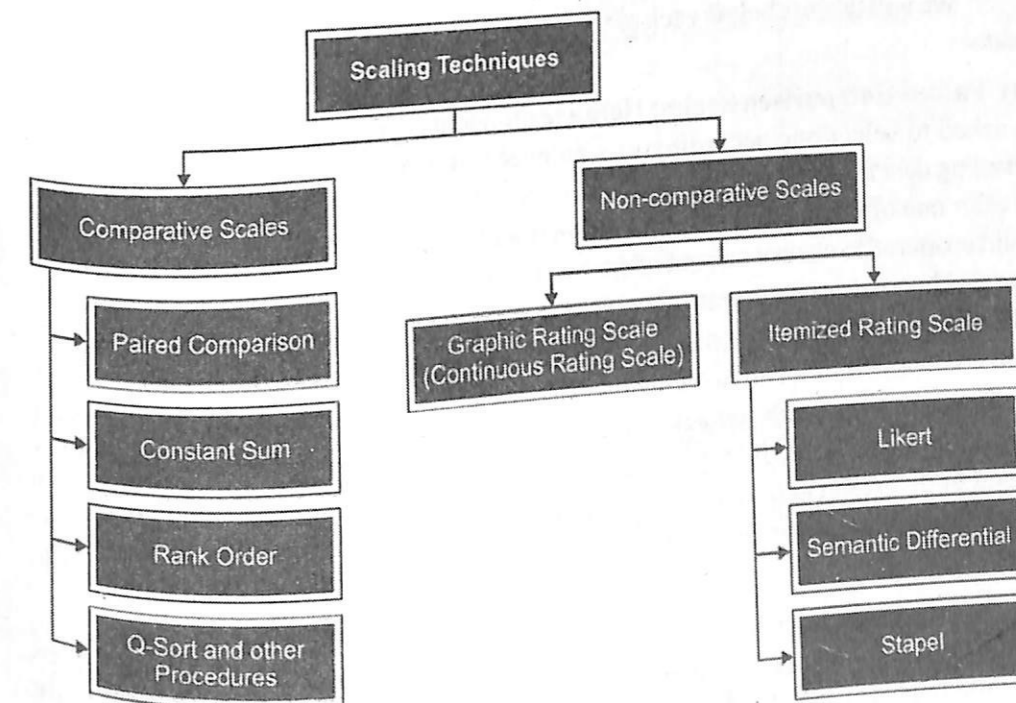 Scaling Techniques
Comparative Scales
Non-comparative Scales
Paired Comparison
Constant Sum
Rank Order
Q-Sort and other
Procedures
Graphic Rating Scale
(Continuous Rating Scale)
Itemized Rating Scale
Likert
Semantic Differential
Stapel